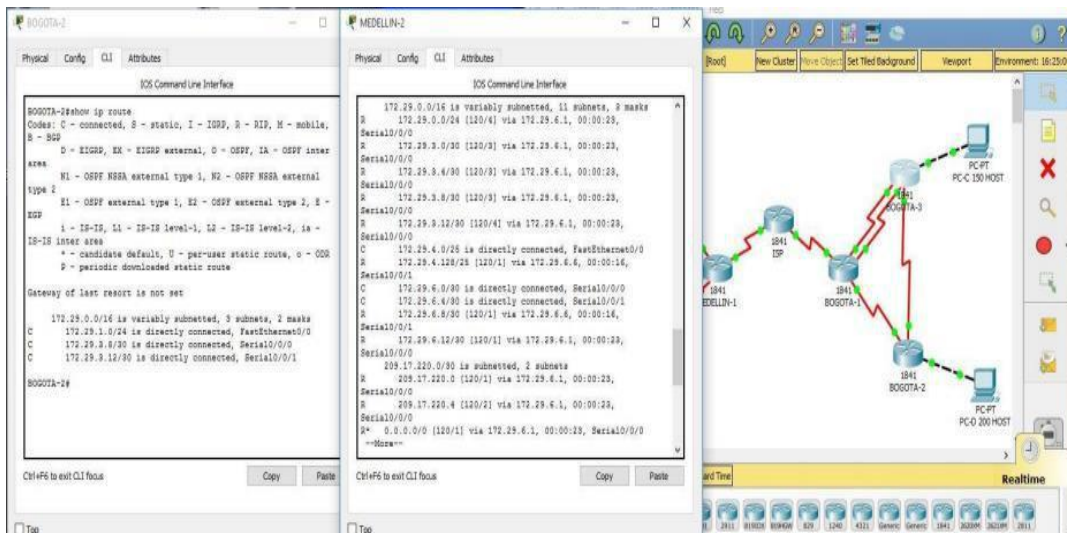 BOGOTA-2
Physical Config CLI Attributes
IOS Command Line Interface
BOGOTA-2#show ip route
Codes: C - connected, S - static, I - IGRP, R - RIP, M - mobile,
B - BGP
D - EIGRP, EX - EIGRP external, O - OSPF, IA - OSPF inter
area
N1 - OSPF NSSA external type 1, N2 - OSPF NSSA external
type 2
E1 - OSPF external type 1, E2 - OSPF external type 2, E -
EGP
i - IS-IS, L1 - IS-IS level-1, L2 - IS-IS level-2, ia -
IS-IS inter area
* - candidate default, U - per-user static route, o - ODR
P - periodic downloaded static route
Gateway of last resort is not set
172.29.0.0/16 is variably subnetted, 3 subnets, 2 masks
C 172.29.1.0/24 is directly connected, FastEthernet0/0
C 172.29.3.8/30 is directly connected, Serial0/0/0
C 172.29.3.12/30 is directly connected, Serial0/0/1
BOGOTA-2#
Ctrl+F6 to exit CLI focus
Copy
Paste
Top
MEDELLIN-2
Physical Config CLI Attributes
IOS Command Line Interface
172.29.0.0/16 is variably subnetted, 11 subnets, 3 masks
R 172.29.0.0/24 [120/4] via 172.29.6.1, 00:00:23,
Serial0/0/0
R 172.29.3.0/30 [120/3] via 172.29.6.1, 00:00:23,
Serial0/0/0
R 172.29.3.4/30 [120/3] via 172.29.6.1, 00:00:23,
Serial0/0/0
R 172.29.3.8/30 [120/3] via 172.29.6.1, 00:00:23,
Serial0/0/0
R 172.29.3.12/30 [120/4] via 172.29.6.1, 00:00:23,
Serial0/0/0
C 172.29.4.0/25 is directly connected, FastEthernet0/0
R 172.29.4.128/25 [120/1] via 172.29.6.6, 00:00:16,
Serial0/0/1
C 172.29.6.0/30 is directly connected, Serial0/0/0
C 172.29.6.4/30 is directly connected, Serial0/0/1
R 172.29.6.8/30 [120/1] via 172.29.6.6, 00:00:16,
Serial0/0/1
R 172.29.6.12/30 [120/1] via 172.29.6.1, 00:00:23,
Serial0/0/0
209.17.220.0/30 is subnetted, 2 subnets
R 209.17.220.0 [120/1] via 172.29.6.1, 00:00:23,
Serial0/0/0
R 209.17.220.4 [120/2] via 172.29.6.1, 00:00:23,
Serial0/0/0
R* 0.0.0.0/0 [120/1] via 172.29.6.1, 00:00:23, Serial0/0/0
--More--
Ctrl+F6 to exit CLI focus
Copy
Paste
Top
[Root] New Cluster Move Object Set Tiled Background Viewport Environment: 16:25:0
PC-PT
PC-C 150 HOST
1841
BOGOTA-3
1841
ISP
1841
EDELLIN-1
1841
BOGOTA-1
1841
BOGOTA-2
PC-PT
PC-D 200 HOST
ard Time
Realtime
2911 819IOX 819HGW 829 1240 4321 Generic Generic 1841 2620XM 2621XM 2811